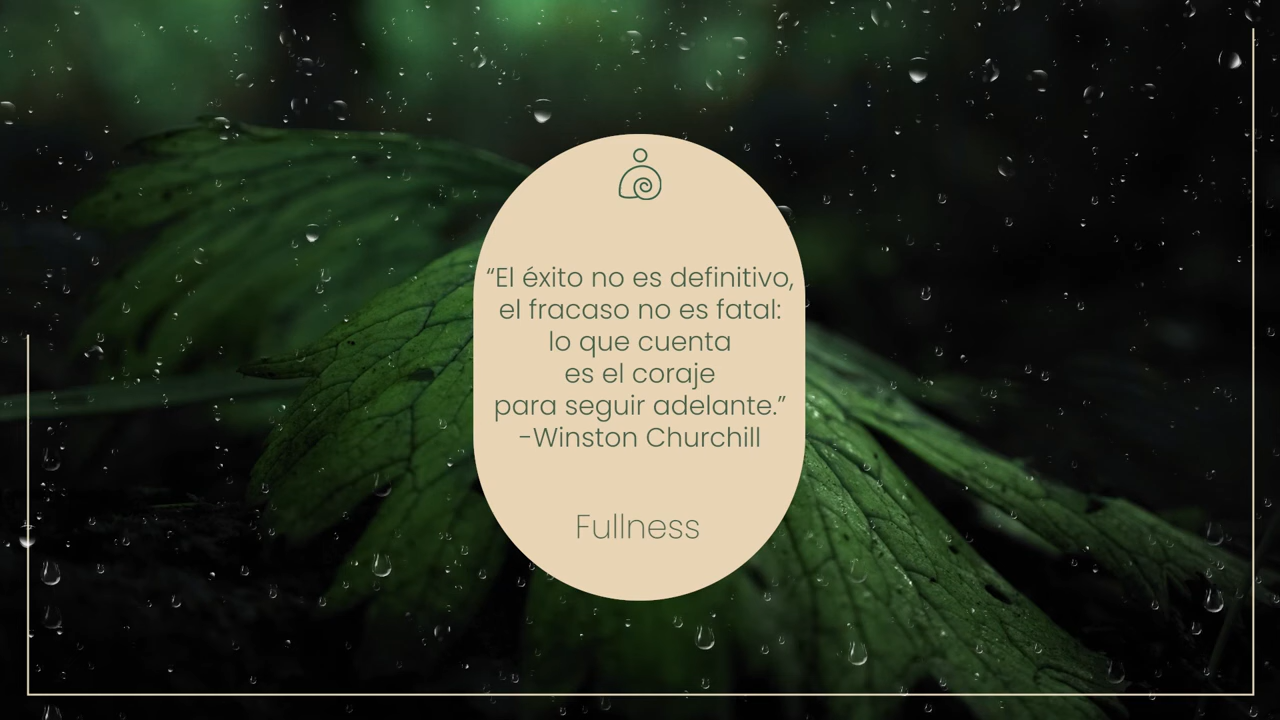 “El éxito no es definitivo,
el fracaso no es fatal:
lo que cuenta
es el coraje
para seguir adelante.”
-Winston Churchill
Fullness